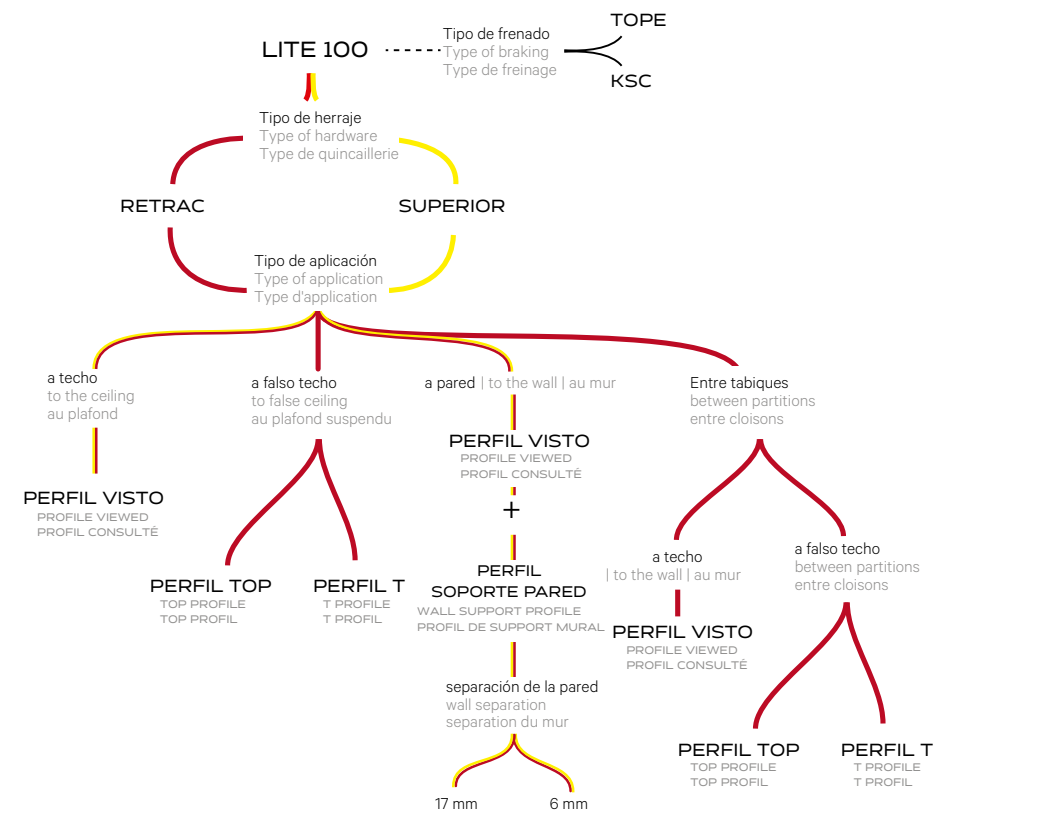 TOPE
LITE 100
Tipo de frenado
Type of braking
Type de freinage
KSC
Tipo de herraje
Type of hardware
Type de quincaillerie
RETRAC
SUPERIOR
Tipo de aplicación
Type of application
Type d'application
a techo
to the ceiling
au plafond
a falso techo
to false ceiling
au plafond suspendu
a pared | to the wall | au mur
Entre tabiques
between partitions
entre cloisons
PERFIL VISTO
PROFILE VIEWED
PROFIL CONSULTÉ
PERFIL VISTO
PROFILE VIEWED
PROFIL CONSULTÉ
+
PERFIL TOP
TOP PROFILE
TOP PROFIL
PERFIL T
T PROFILE
T PROFIL
PERFIL
SOPORTE PARED
WALL SUPPORT PROFILE
PROFIL DE SUPPORT MURAL
a techo
| to the wall | au mur
a falso techo
between partitions
entre cloisons
PERFIL VISTO
PROFILE VIEWED
PROFIL CONSULTÉ
separación de la pared
wall separation
separation du mur
17 mm
6 mm
PERFIL TOP
TOP PROFILE
TOP PROFIL
PERFIL T
T PROFILE
T PROFIL